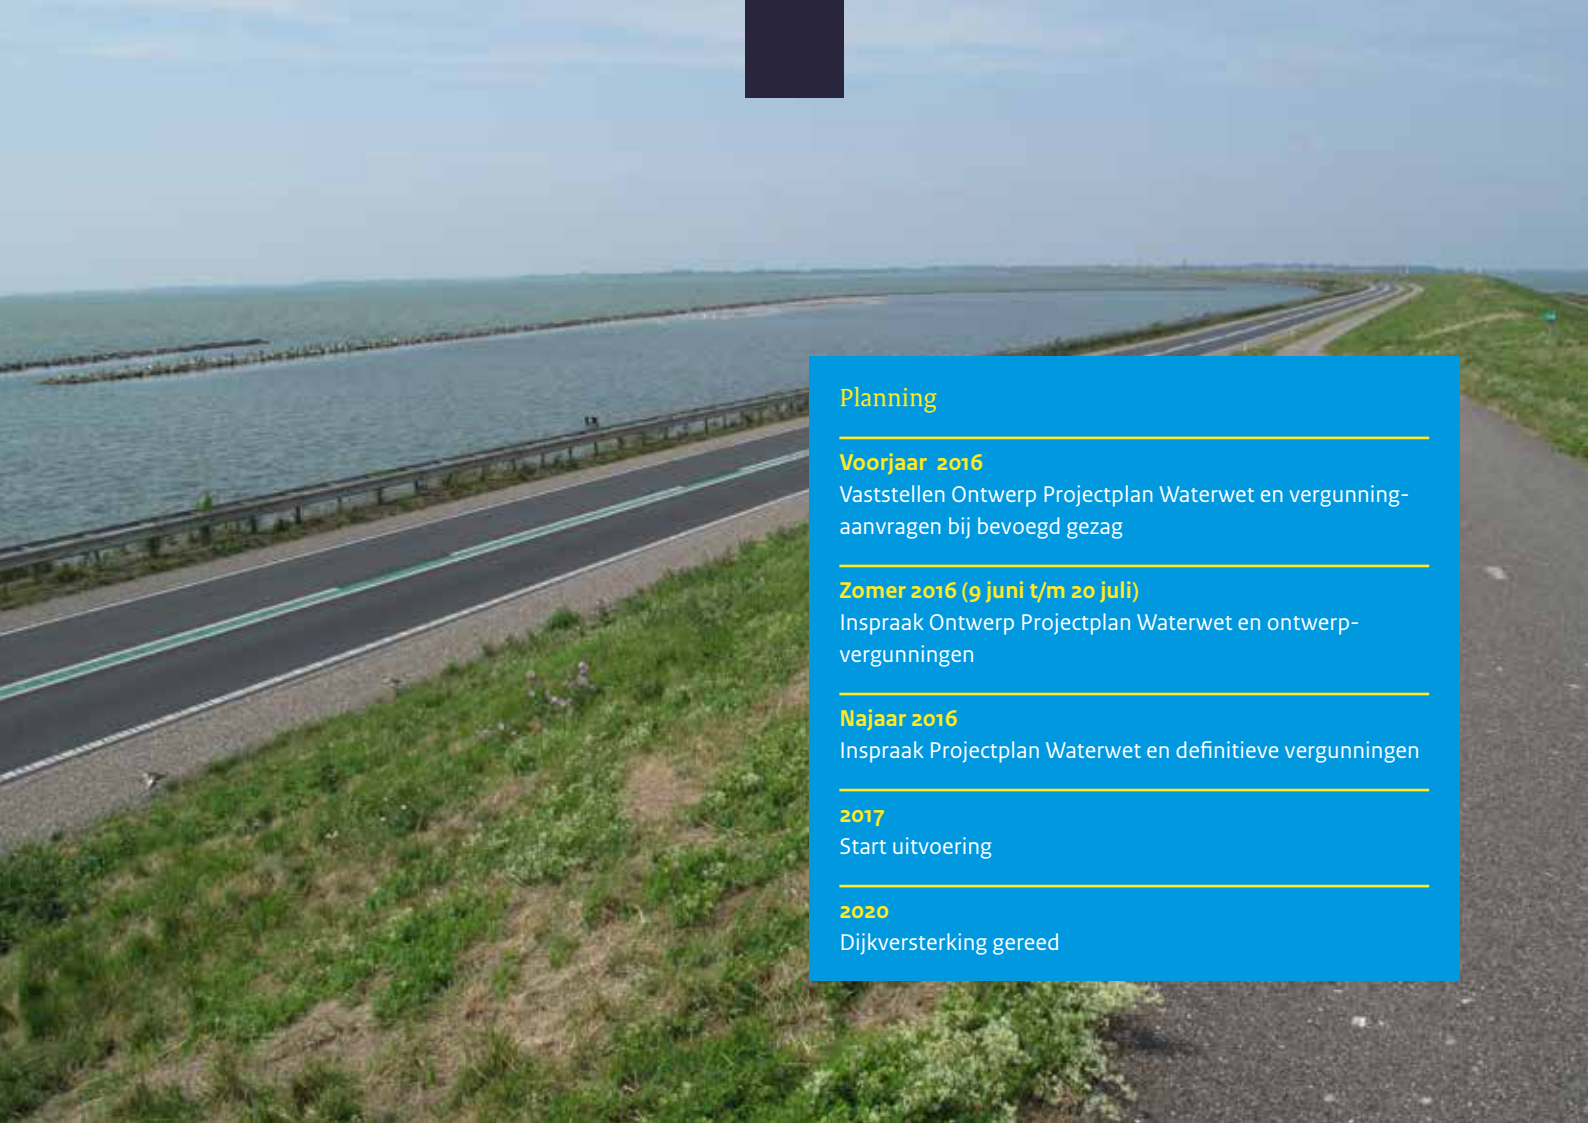 Planning
Voorjaar 2016
Vaststellen Ontwerp Projectplan Waterwet en vergunning-
aanvragen bij bevoegd gezag
Zomer 2016 (9 juni t/m 20 juli)
Inspraak Ontwerp Projectplan Waterwet en ontwerp-
vergunningen
Najaar 2016
Inspraak Projectplan Waterwet en definitieve vergunningen
2017
Start uitvoering
2020
Dijkversterking gereed